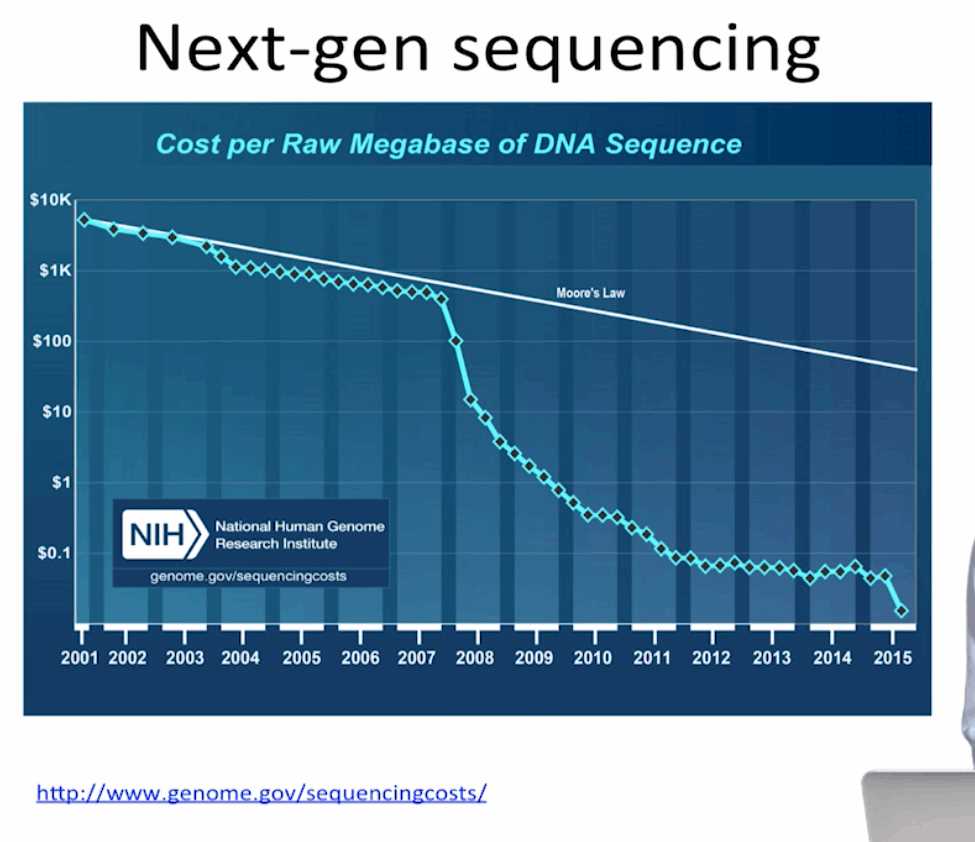 Next-gen sequencing
Cost per Raw Megabase of DNA Sequence
$10K
$1K
Moore's Law
$100
$10
$1
NIH
National Human Genome
Research Institute
$0.1
genome.gov/sequencingcosts
2001 2002 2003 2004 2005 2006 2007 2008 2009 2010 2011 2012 2013 2014 2015
http://www.genome.gov/sequencingcosts/